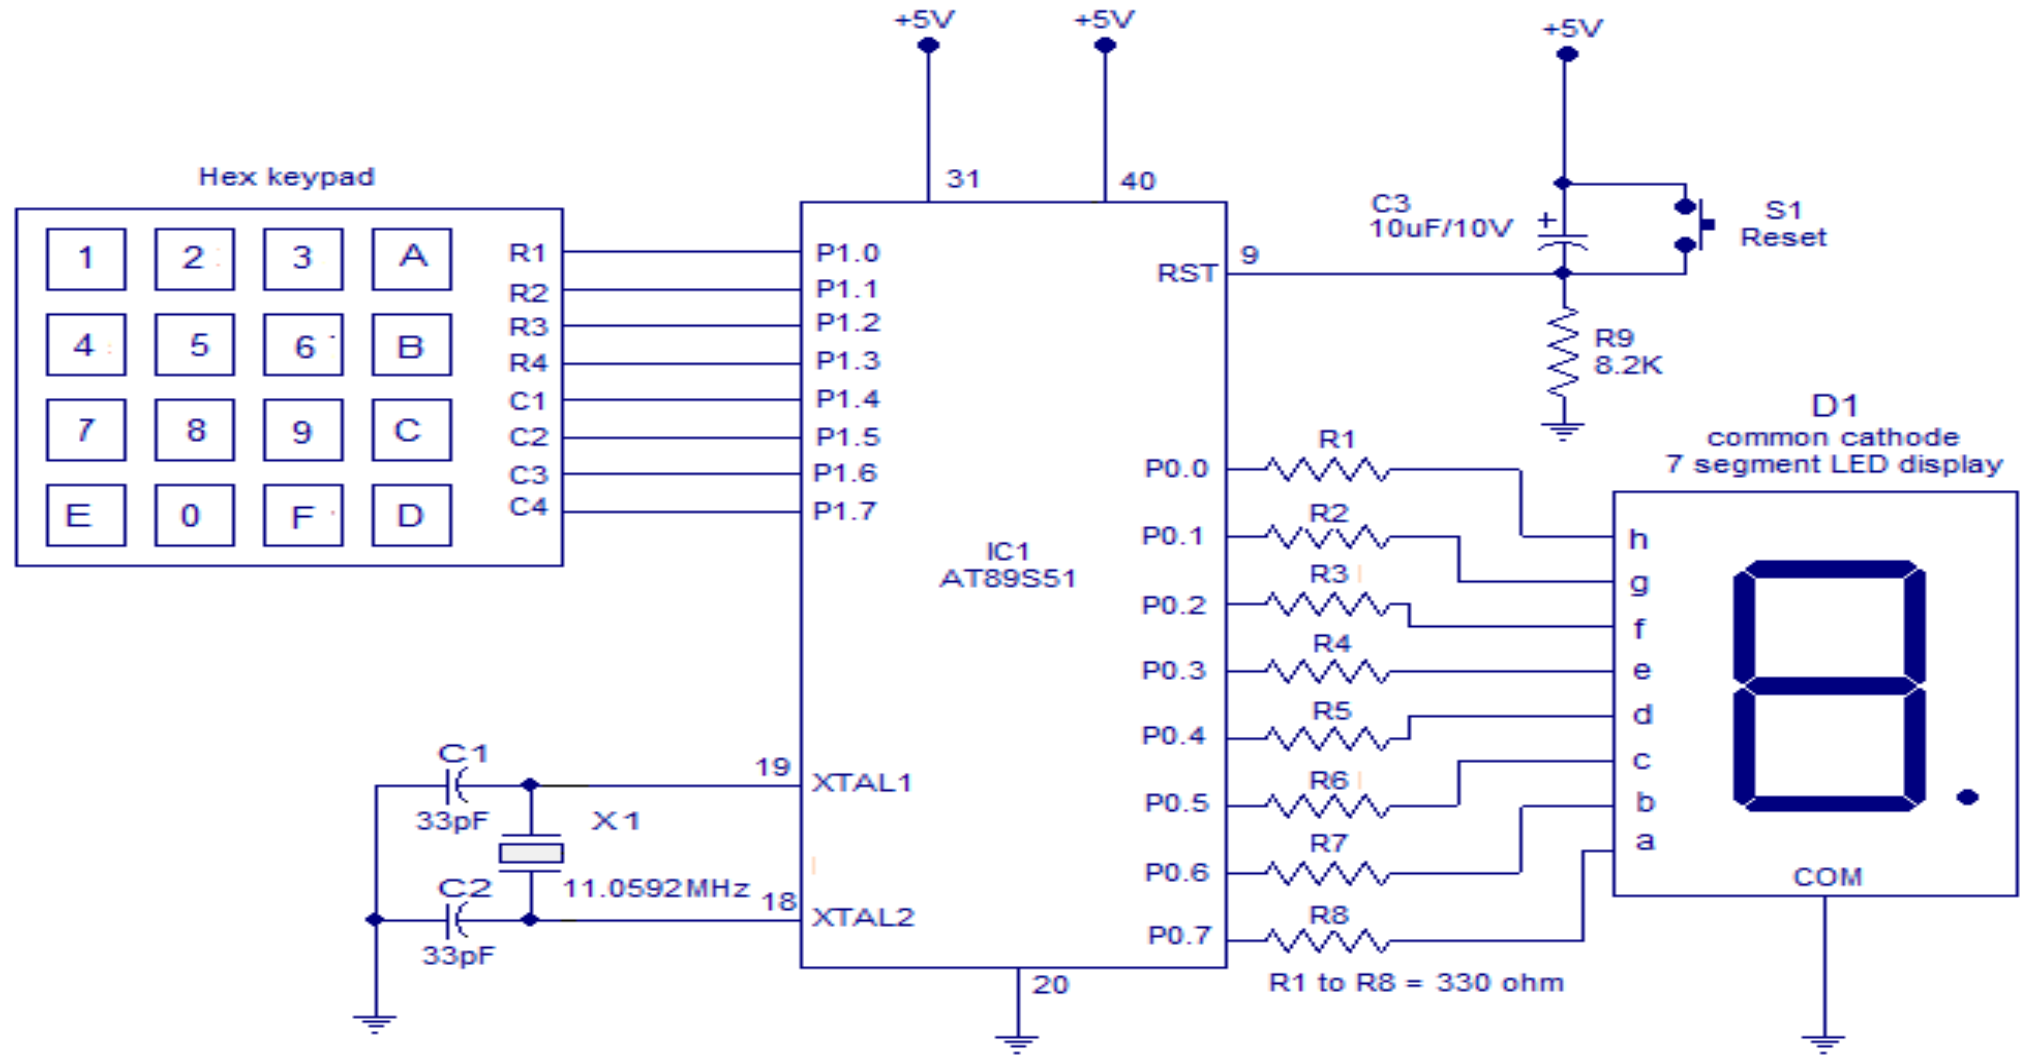 +5V
+5V
+5V
Hex keypad
1 2 3 A
4 5 6 B
7 8 9 C
E 0 F D
R1
R2
R3
R4
C1
C2
C3
C4
31
40
P1.0
P1.1
P1.2
P1.3
P1.4
P1.5
P1.6
P1.7
IC1
AT89S51
RST
9
C3
10uF/10V
+
S1
Reset
R9
8.2K
P0.0
P0.1
P0.2
P0.3
P0.4
P0.5
P0.6
P0.7
R1
R2
R3
R4
R5
R6
R7
R8
R1 to R8 = 330 ohm
D1
common cathode
7 segment LED display
h
g
f
e
d
c
b
a
COM
C1
33pF
X1
11.0592MHz
C2
33pF
19
XTAL1
18
XTAL2
20